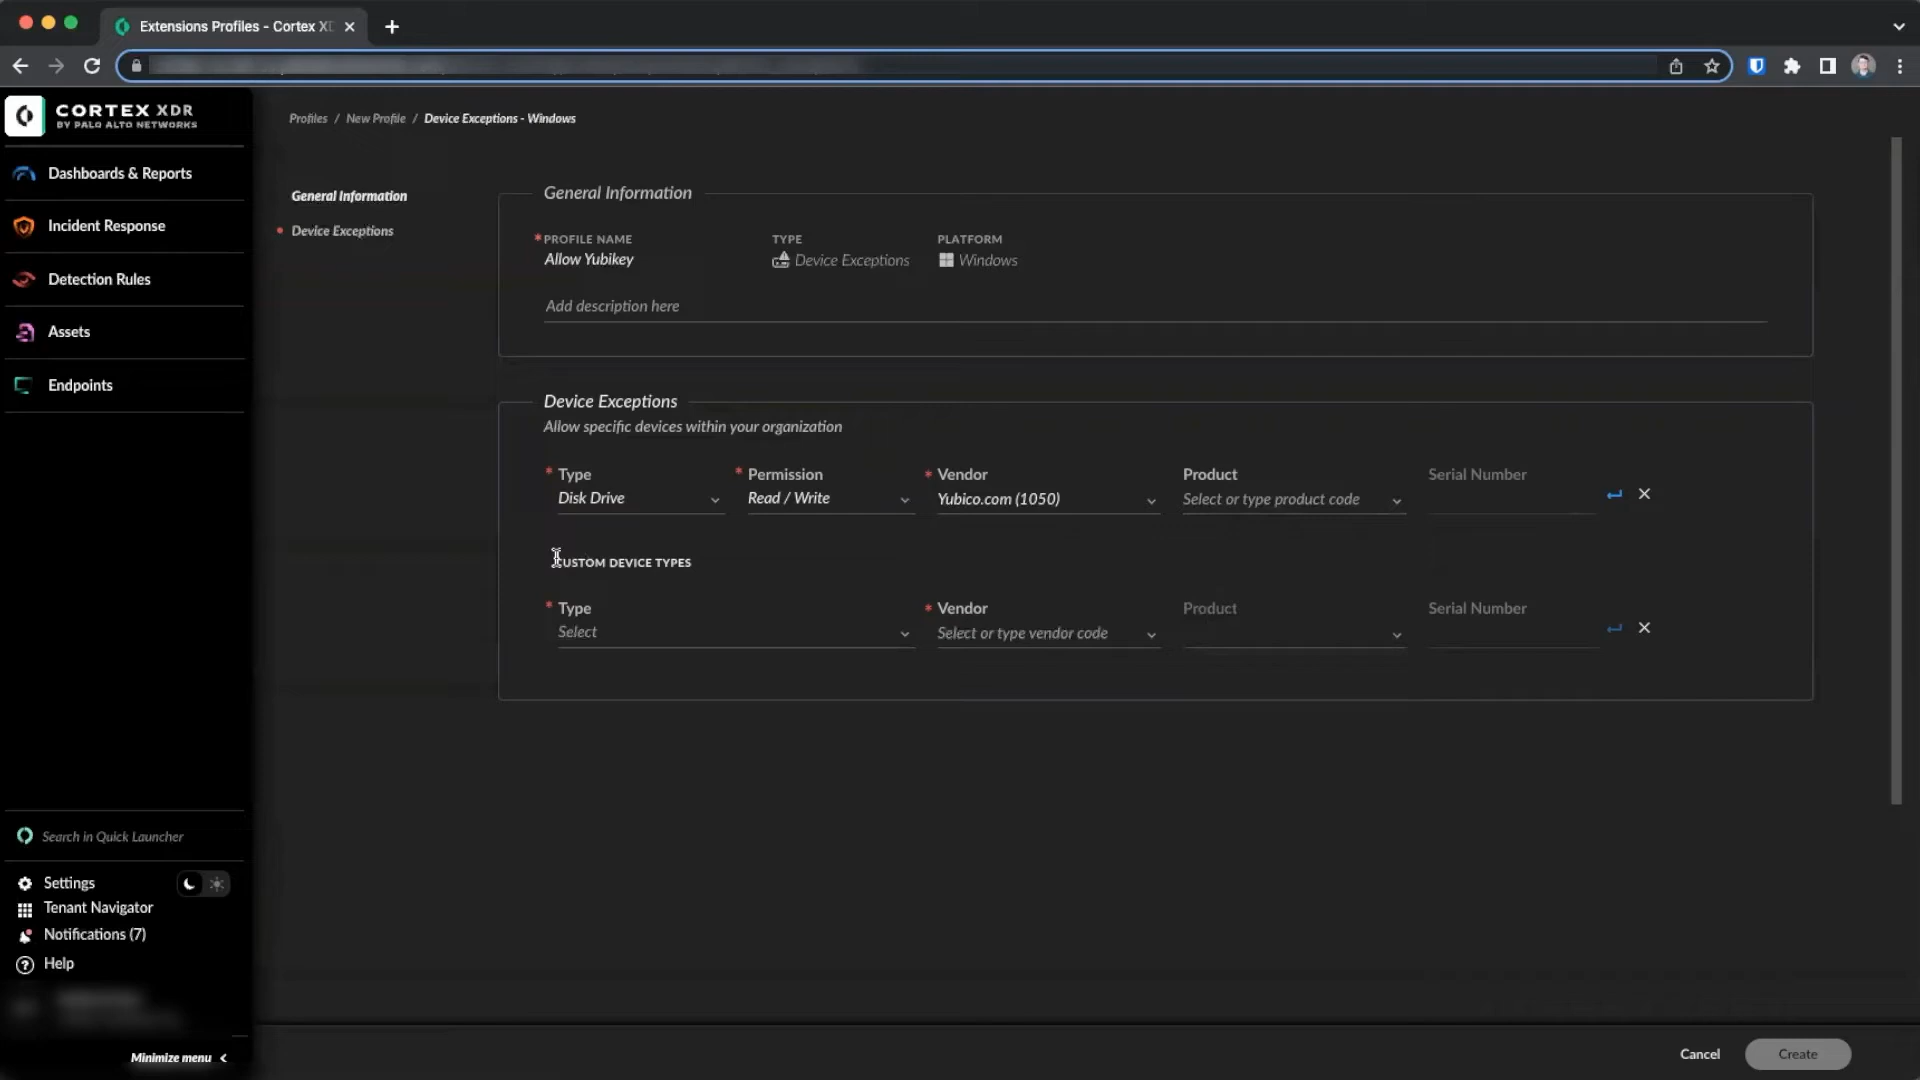 Extensions Profiles - Cortex XD
CORTEX XDR
BY PALO ALTO NETWORKS
Dashboards & Reports
Incident Response
Detection Rules
Assets
Endpoints
Search in Quick Launcher
Settings
Tenant Navigator
Notifications (7)
Help
Minimize menu
Profiles / New Profile / Device Exceptions - Windows
General Information
Device Exceptions
General Information
*PROFILE NAME TYPE PLATFORM
Allow Yubikey Device Exceptions Windows
Add description here
Device Exceptions
Allow specific devices within your organization
* Type * Permission * Vendor Product Serial Number
Disk Drive Read / Write Yubico.com (1050) Select or type product code
CUSTOM DEVICE TYPES
* Type * Vendor Product Serial Number
Select Select or type vendor code
Cancel Create